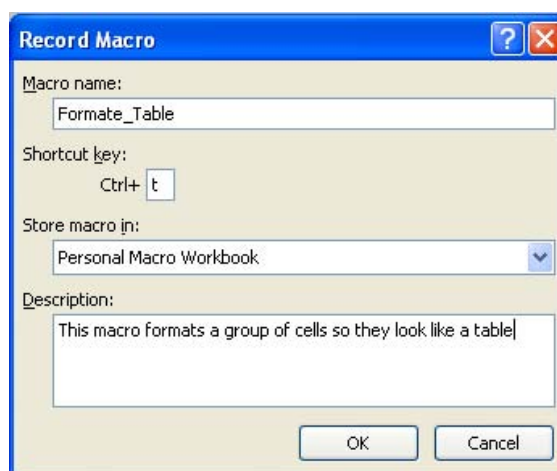 Record Macro
Macro name:
Formate_Table
Shortcut key:
Ctrl+ t
Store macro in:
Personal Macro Workbook
Description:
This macro formats a group of cells so they look like a table
OK Cancel